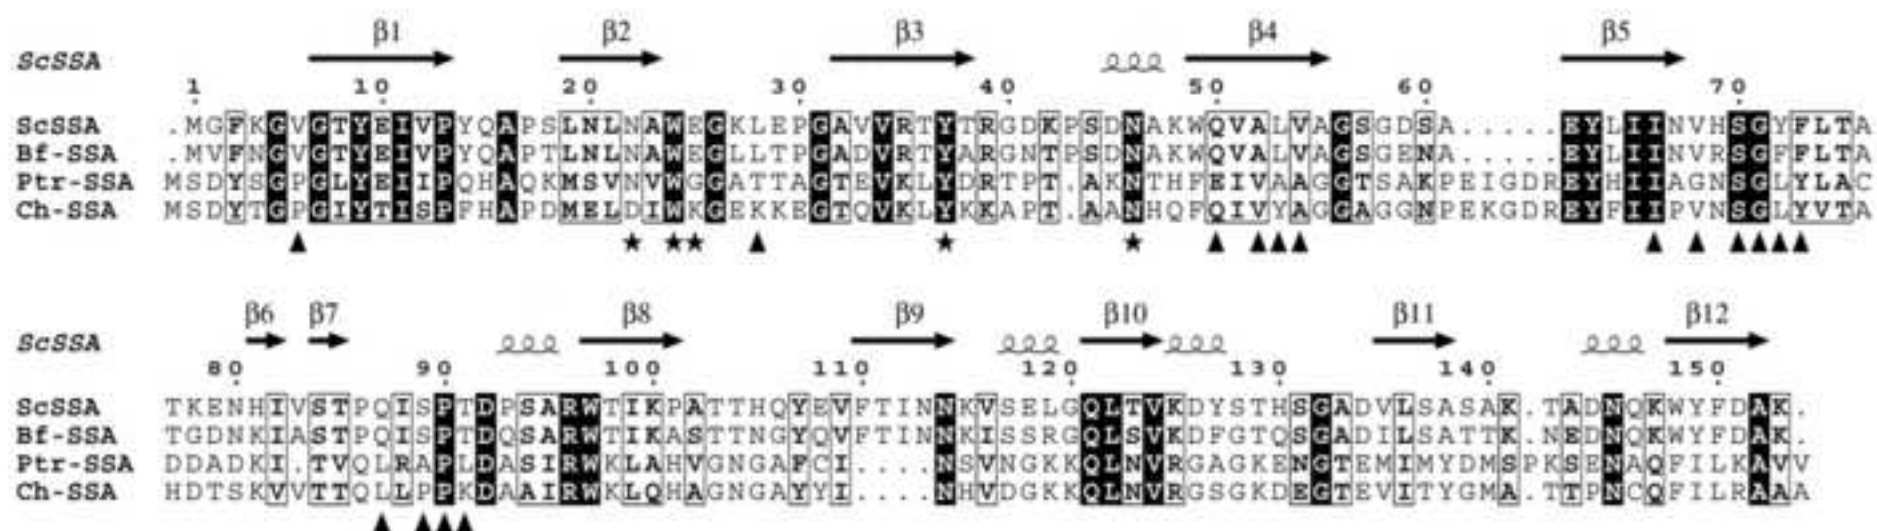 β1 β2 β3 β4 β5
ScSSA
1 10 20 30 40 50 60 70
ScSSA .MGFKGVGTYEIVPYQAPSLNLNAWEGKLEPGAVVRTYTRGDKPSDNAKWQVALVAGSGDSA.....EYLIINVHSGYFLTA
Bf-SSA .MVFNGVGTYEIVPYQAPTLNLNAWEGLLTPGADVRTYARGNTPSDNAKWQVALVAGSGENA.....EYLIINVRSGFFLTA
Ptr-SSA MSDYSGPGLYEIIPQHAQKMSVNVWGGATTAGTEVKLYDRTPT.AKNTHFEIVAAGGTSAKPEIGDREYHIIAGNSGLYLAC
Ch-SSA MSDYTGPGIYTISPFHAPDMELDIWKGEKKEGTQVKLYKKAPT.AANHQFQIVYAGGAGGNPEKGDREYFIIPVNSGLYVTA
β6 β7 β8 β9 β10 β11 β12
ScSSA
80 90 100 110 120 130 140 150
ScSSA TKENHIVSTPQISPTDPSARWTIKPATTHQYEVFTINNKVSELGQLTVKDYSTHSGADVLSASAK.TADNQKWYFDAK.
Bf-SSA TGDNKIASTPQISPTDQSARWTIKASTTNGYQVFTINNKISSRGQLSVKDFGTQSGADILSATTK.NEDNQKWYFDAK.
Ptr-SSA DDADKI.TVQLRAPLDASIRWKLAHVGNGAFCI....NSVNGKKQLNVRGAGKENGTEMIMYDMSPKSENAQFILKAVV
Ch-SSA HDTSKVVTTQLLPPKDAAIRWKLQHAGNGAYYI....NHVDGKKQLNVRGSGKDEGTEVITYGMA.TTPNCQFILRAAA